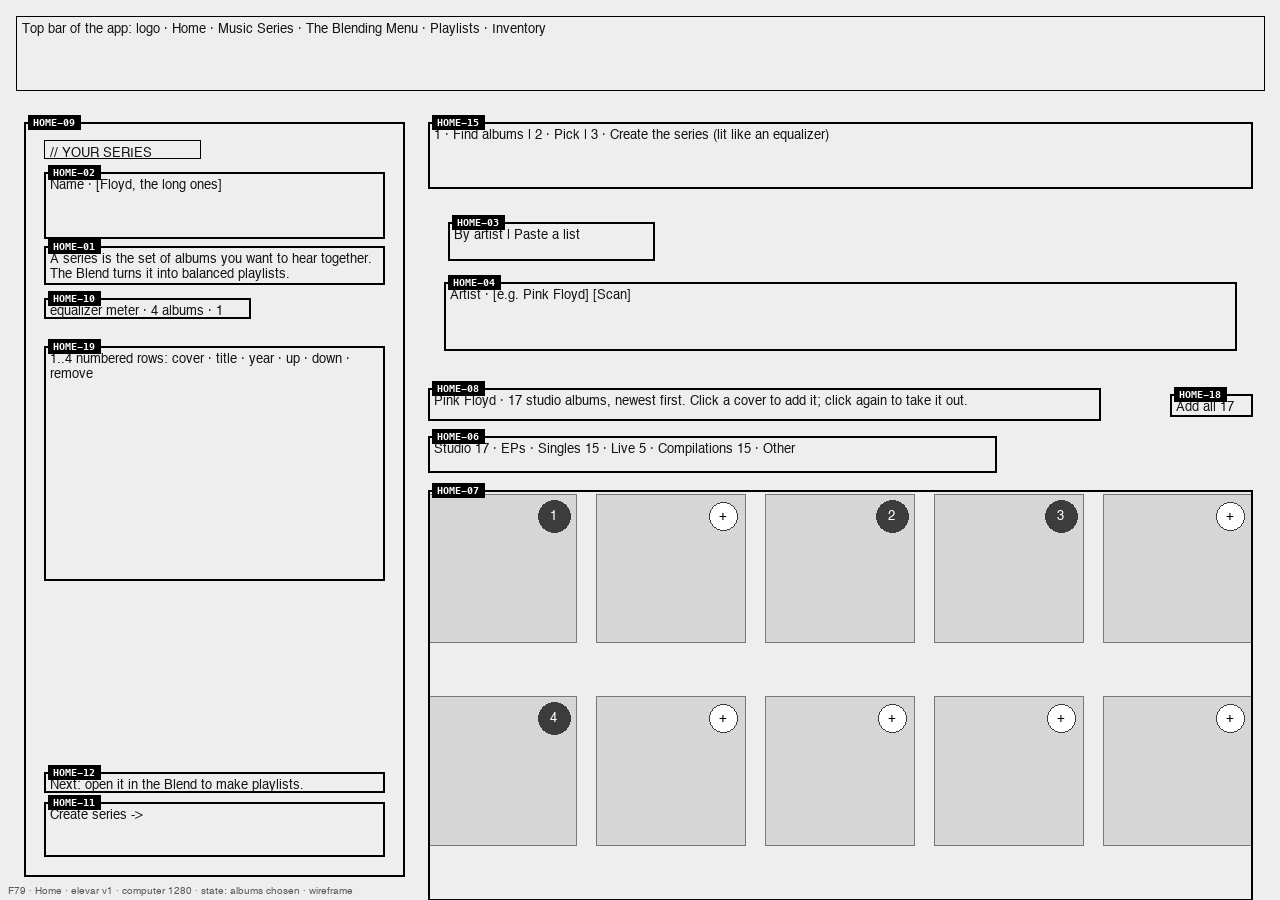 Top bar of the app: logo · Home · Music Series · The Blending Menu · Playlists · Inventory
HOME-09
// YOUR SERIES
HOME-02
Name · [Floyd, the long ones]
HOME-01
A series is the set of albums you want to hear together.
The Blend turns it into balanced playlists.
HOME-10
equalizer meter · 4 albums · 1
HOME-19
1..4 numbered rows: cover · title · year · up · down ·
remove
HOME-12
Next: open it in the Blend to make playlists.
HOME-11
Create series ->
HOME-15
1 · Find albums | 2 · Pick | 3 · Create the series (lit like an equalizer)
HOME-03
By artist | Paste a list
HOME-04
Artist · [e.g. Pink Floyd] [Scan]
HOME-08
Pink Floyd · 17 studio albums, newest first. Click a cover to add it; click again to take it out.
HOME-18
Add all 17
HOME-06
Studio 17 · EPs · Singles 15 · Live 5 · Compilations 15 · Other
HOME-07
1 + 2 3 +
4 + + + +
F79 · Home · elevar v1 · computer 1280 · state: albums chosen · wireframe